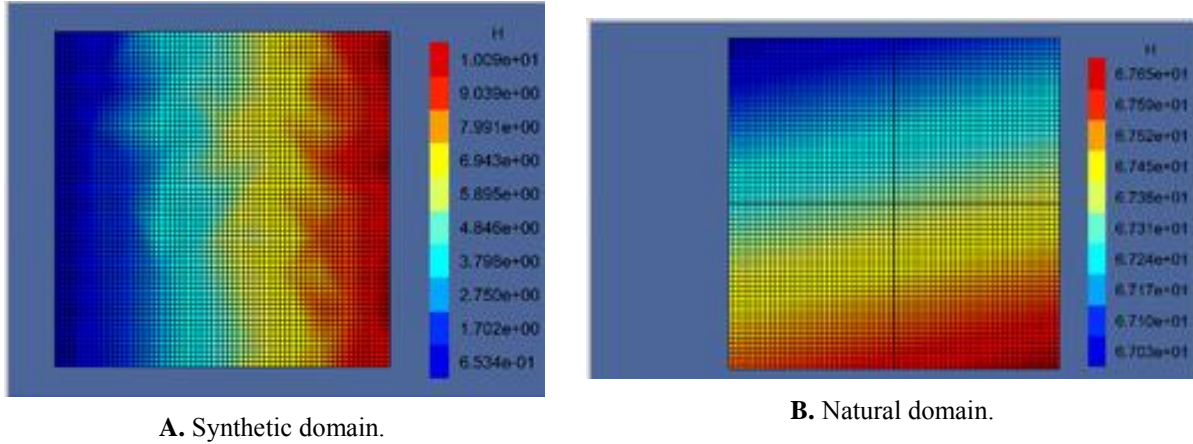 H
1.009e+01
9.039e+00
7.991e+00
6.943e+00
5.895e+00
4.846e+00
3.798e+00
2.750e+00
1.702e+00
6.534e-01
A. Synthetic domain.
H
6.765e+01
6.759e+01
6.752e+01
6.745e+01
6.738e+01
6.731e+01
6.724e+01
6.717e+01
6.710e+01
6.703e+01
B. Natural domain.